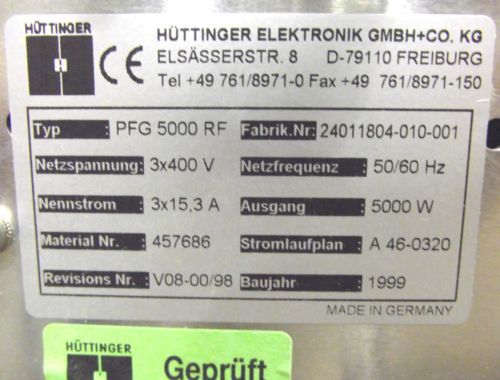 HÜTTINGER
CE
HÜTTINGER ELEKTRONIK GMBH+CO. KG
ELSÄSSERSTR. 8 D-79110 FREIBURG
Tel +49 761/8971-0 Fax +49 761/8971-150
Typ : PFG 5000 RF Fabrik.Nr: 24011804-010-001
Netzspannung: 3x400 V Netzfrequenz : 50/60 Hz
Nennstrom : 3x15,3 A Ausgang : 5000 W
Material Nr. : 457686 Stromlaufplan : A 46-0320
Revisions Nr. : V08-00/98 Baujahr : 1999
MADE IN GERMANY
HÜTTINGER
Geprüft